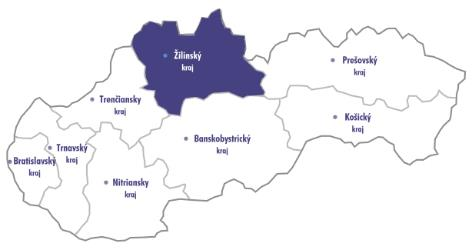 Žilinský
kraj
Prešovský
kraj
Trenčiansky
kraj
Košický
kraj
Banskobystrický
kraj
Trnavský
kraj
Bratislavský
kraj
Nitriansky
kraj